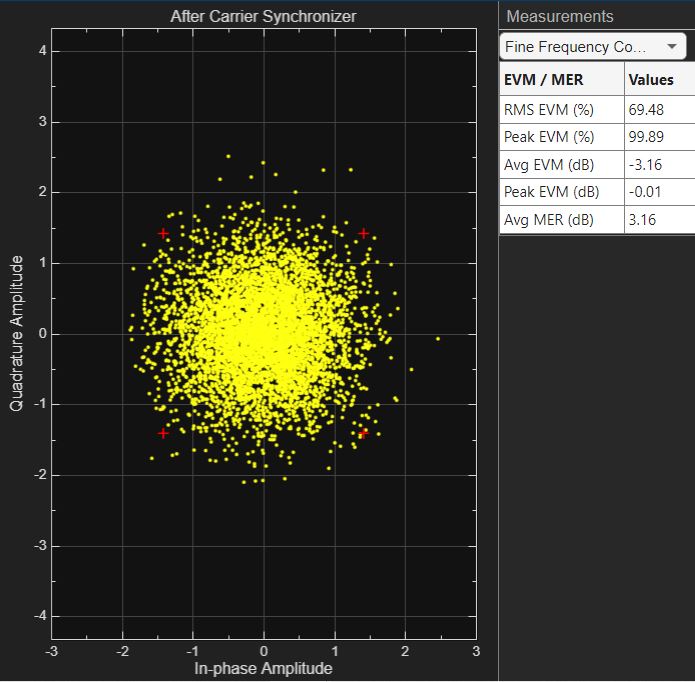 After Carrier Synchronizer
4
3
2
1
0
-1
-2
-3
-4
-3
-2
-1
0
1
2
3
In-phase Amplitude
Quadrature Amplitude
Measurements
Fine Frequency Co...
EVM / MER Values
RMS EVM (%) 69.48
Peak EVM (%) 99.89
Avg EVM (dB) -3.16
Peak EVM (dB) -0.01
Avg MER (dB) 3.16